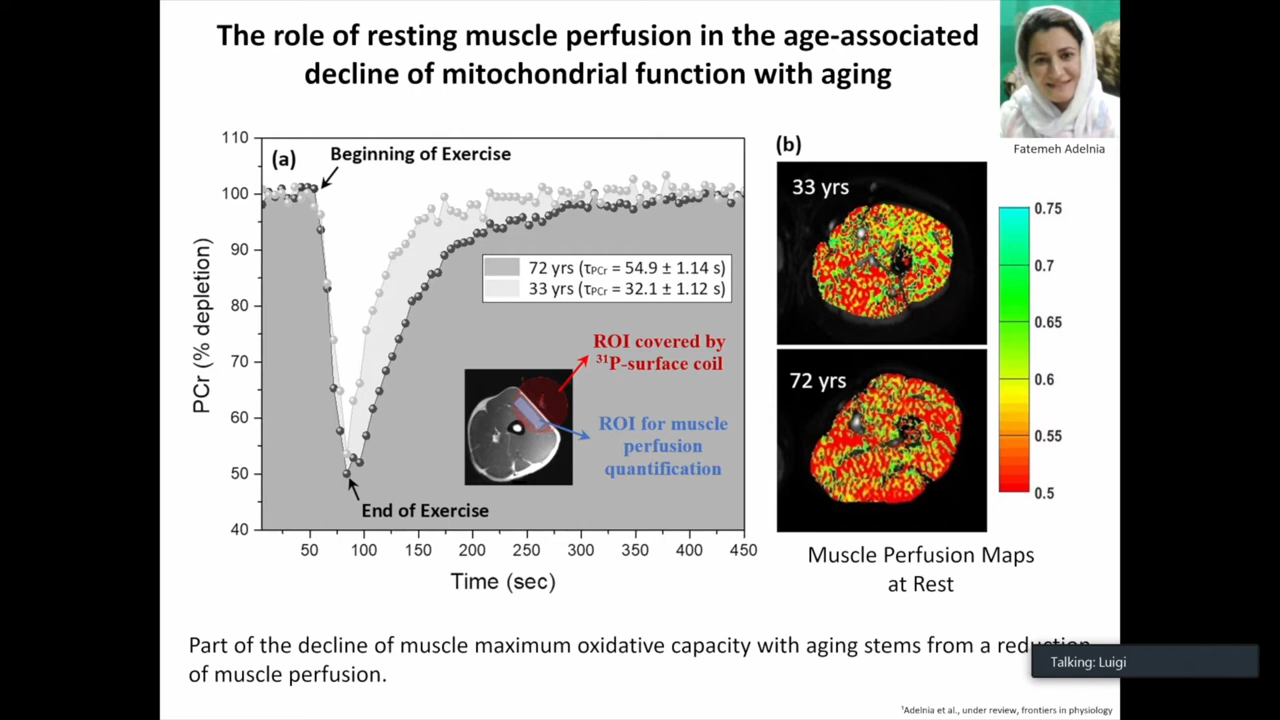 The role of resting muscle perfusion in the age-associated
decline of mitochondrial function with aging
Fatemeh Adelnia
(a)
Beginning of Exercise
End of Exercise
PCr (% depletion)
110
100
90
80
70
60
50
40
50
100
150
200
250
300
350
400
450
Time (sec)
72 yrs (τPCr = 54.9 ± 1.14 s)
33 yrs (τPCr = 32.1 ± 1.12 s)
ROI covered by
³¹P-surface coil
ROI for muscle
perfusion
quantification
(b)
33 yrs
72 yrs
0.75
0.7
0.65
0.6
0.55
0.5
Muscle Perfusion Maps
at Rest
Part of the decline of muscle maximum oxidative capacity with aging stems from a
of muscle perfusion.
Talking: Luigi
¹Adelnia et al., under review, frontiers in physiology